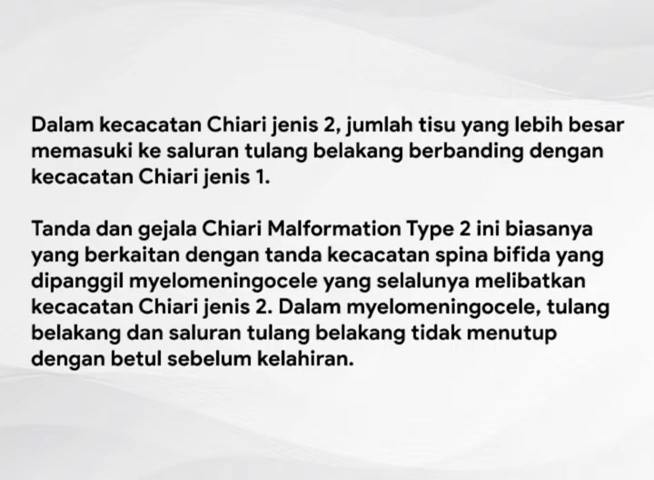 Dalam kecacatan Chiari jenis 2, jumlah tisu yang lebih besar
memasuki ke saluran tulang belakang berbanding dengan
kecacatan Chiari jenis 1.
Tanda dan gejala Chiari Malformation Type 2 ini biasanya
yang berkaitan dengan tanda kecacatan spina bifida yang
dipanggil myelomeningocele yang selalunya melibatkan
kecacatan Chiari jenis 2. Dalam myelomeningocele, tulang
belakang dan saluran tulang belakang tidak menutup
dengan betul sebelum kelahiran.